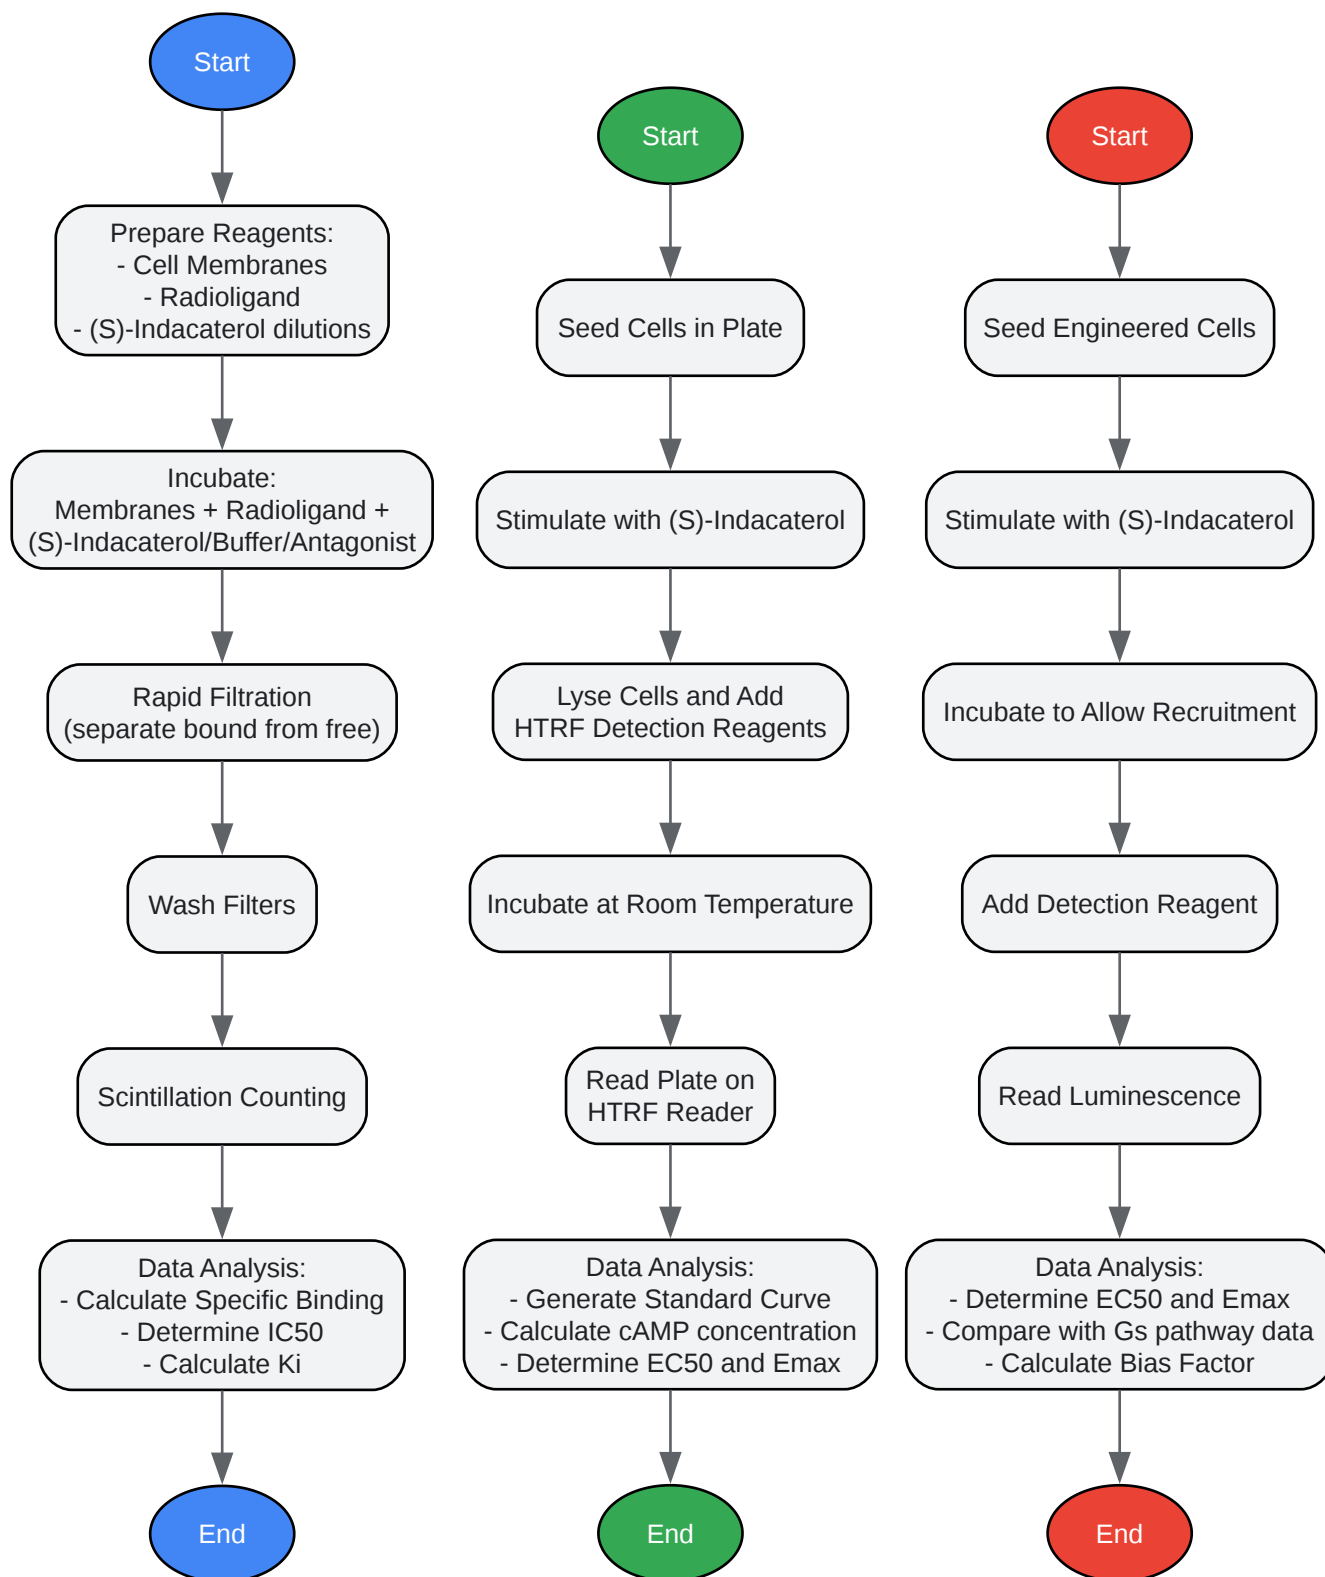 Start
Prepare Reagents:
- Cell Membranes
- Radioligand
- (S)-Indacaterol dilutions
Incubate:
Membranes + Radioligand +
(S)-Indacaterol/Buffer/Antagonist
Rapid Filtration
(separate bound from free)
Wash Filters
Scintillation Counting
Data Analysis:
- Calculate Specific Binding
- Determine IC50
- Calculate Ki
End
Start
Seed Cells in Plate
Stimulate with (S)-Indacaterol
Lyse Cells and Add
HTRF Detection Reagents
Incubate at Room Temperature
Read Plate on
HTRF Reader
Data Analysis:
- Generate Standard Curve
- Calculate cAMP concentration
- Determine EC50 and Emax
End
Start
Seed Engineered Cells
Stimulate with (S)-Indacaterol
Incubate to Allow Recruitment
Add Detection Reagent
Read Luminescence
Data Analysis:
- Determine EC50 and Emax
- Compare with Gs pathway data
- Calculate Bias Factor
End